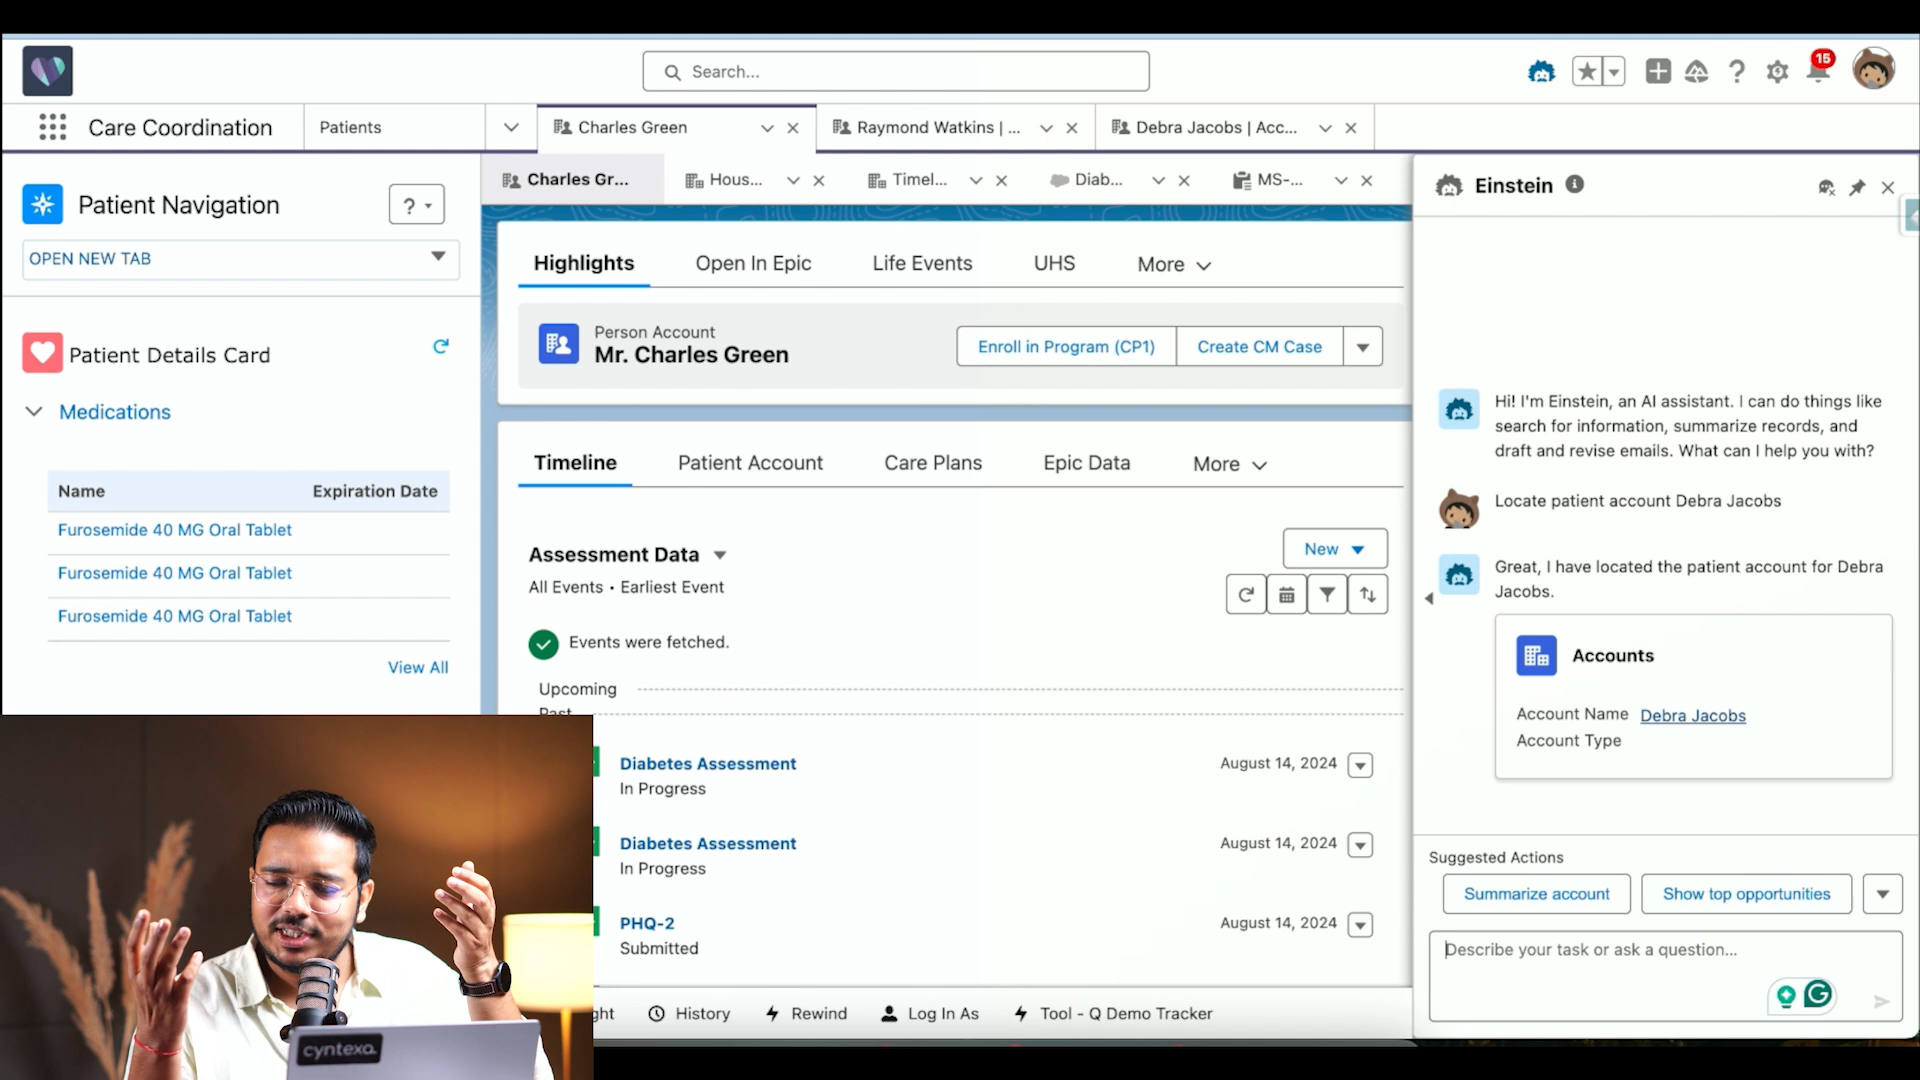 Search...
15
Care Coordination
Patients
Charles Green
Raymond Watkins | ...
Debra Jacobs | Acc...
Patient Navigation
?
OPEN NEW TAB
Patient Details Card
Medications
Name Expiration Date
Furosemide 40 MG Oral Tablet
Furosemide 40 MG Oral Tablet
Furosemide 40 MG Oral Tablet
View All
Charles Gr...
Hous...
Timel...
Diab...
MS-...
Highlights
Open In Epic
Life Events
UHS
More
Person Account
Mr. Charles Green
Enroll in Program (CP1)
Create CM Case
Timeline
Patient Account
Care Plans
Epic Data
More
Assessment Data
New
All Events • Earliest Event
Events were fetched.
Upcoming
Past
Diabetes Assessment August 14, 2024
In Progress
Diabetes Assessment August 14, 2024
In Progress
PHQ-2 August 14, 2024
Submitted
History
Rewind
Log In As
Tool - Q Demo Tracker
Einstein
Hi! I'm Einstein, an AI assistant. I can do things like
search for information, summarize records, and
draft and revise emails. What can I help you with?
Locate patient account Debra Jacobs
Great, I have located the patient account for Debra
Jacobs.
Accounts
Account Name Debra Jacobs
Account Type
Suggested Actions
Summarize account
Show top opportunities
Describe your task or ask a question...
cyntexa.